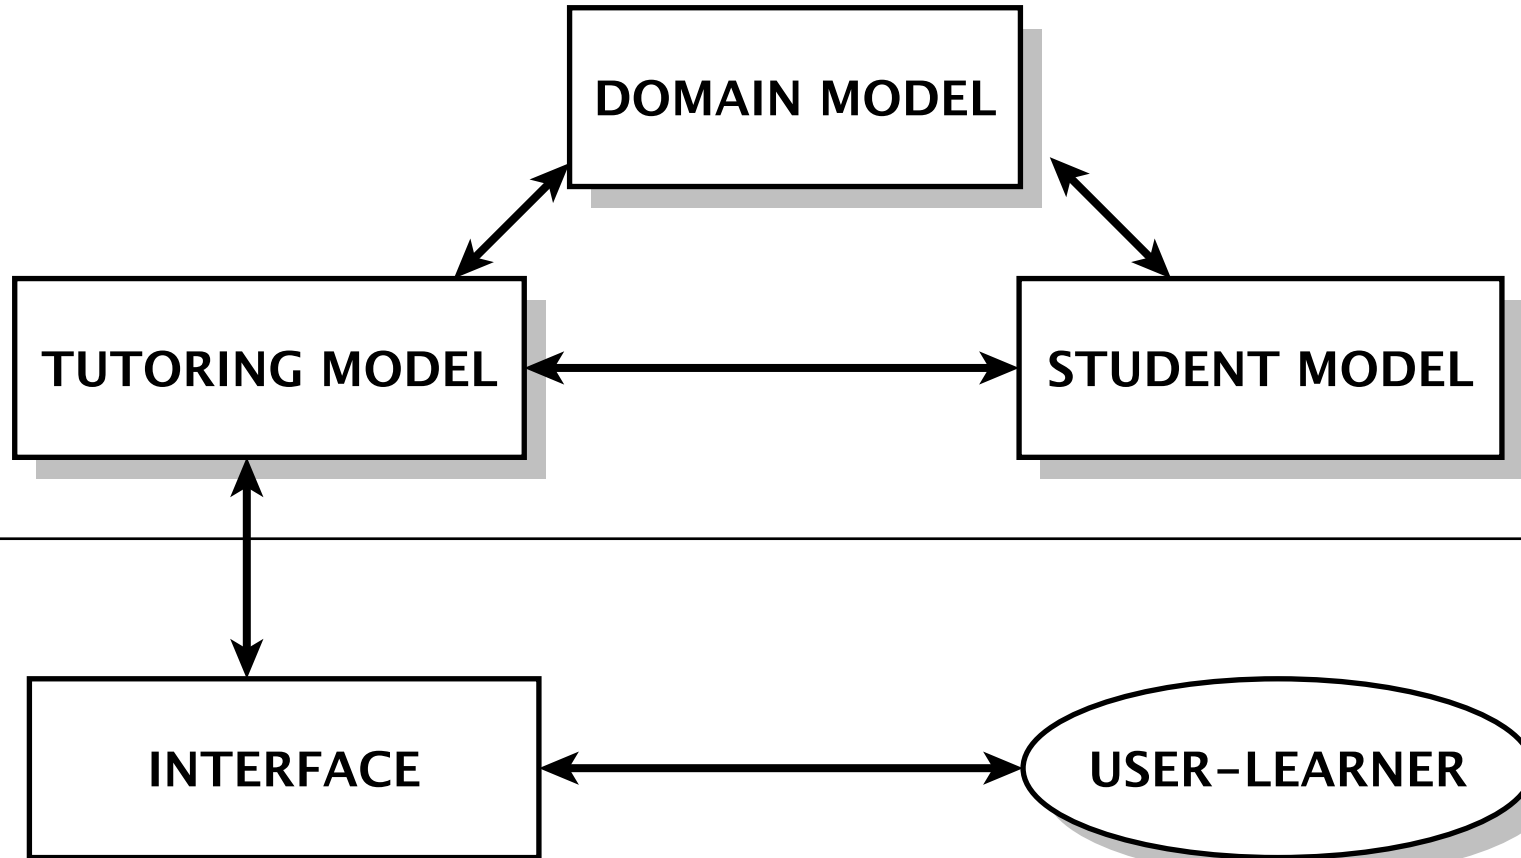 DOMAIN MODEL
TUTORING MODEL
STUDENT MODEL
INTERFACE
USER-LEARNER